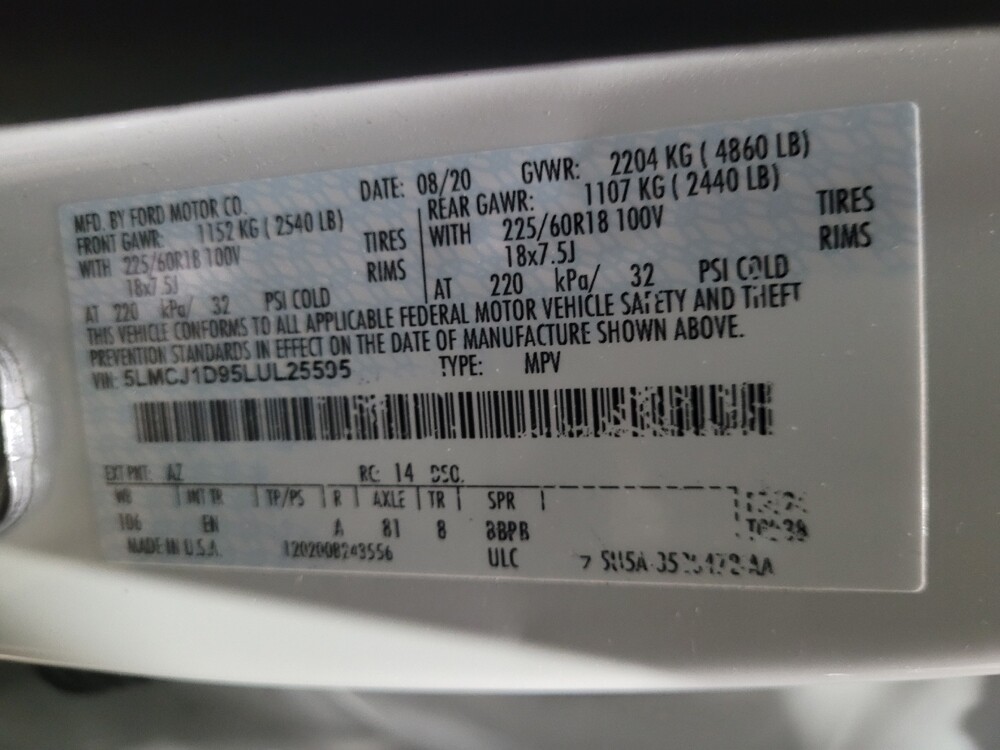 MFD. BY FORD MOTOR CO. DATE: 08/20 GVWR: 2204 KG ( 4860 LB)
FRONT GAWR: 1152 KG ( 2540 LB) REAR GAWR: 1107 KG ( 2440 LB)
WITH 225/60R18 100V TIRES WITH 225/60R18 100V TIRES
18x7.5J RIMS 18x7.5J RIMS
AT 220 kPa/ 32 PSI COLD AT 220 kPa/ 32 PSI COLD
THIS VEHICLE CONFORMS TO ALL APPLICABLE FEDERAL MOTOR VEHICLE SAFETY AND THEFT
PREVENTION STANDARDS IN EFFECT ON THE DATE OF MANUFACTURE SHOWN ABOVE.
VIN: 5LMCJ1D95LUL25595 TYPE: MPV
EXT PNT: AZ RC: 14 DSO:
WB INT TR TP/PS R AXLE TR SPR
106 EN A 81 8 BBPB
MADE IN U.S.A. 1202008243556 ULC